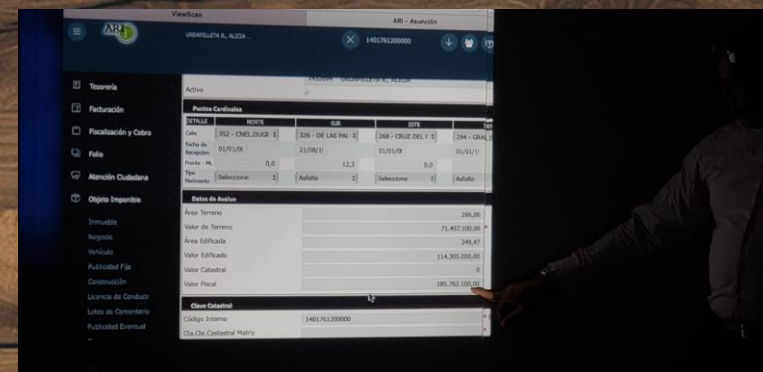 ViewScan
ARI - Asunción
ARI
URDAPILLETA R., ALICIA .
1401761200000
Tesorería
Facturación
Fiscalización y Cobro
Folio
Atención Ciudadana
Objeto Imponible
Inmueble
Negocio
Vehículo
Publicidad Fija
Construcción
Licencia de Conducir
Lotes de Cementerio
Publicidad Eventual
Activo
Puntos Cardinales
DETALLE NORTE SUR ESTE
Calle 352 - CNEL.DUGR 326 - DE LAS PAL 268 - CRUZ DEL 294 - GRAL
Fecha de Recepción 01/01/0 21/08/1 01/01/0 01/01/1
Frente - ML 0,0 12,3 0,0
Tipo Pavimento Seleccione Asfalto Seleccione Asfalto
Datos de Avalúo
Área Terreno 286,00
Valor de Terreno 71.457.100,00 *
Área Edificada 249,47
Valor Edificado 114.305.000,00
Valor Catastral 0
Valor Fiscal 185.762.100,00
Clave Catastral
Código Interno 1401761200000 *
Cta.Cte.Castastral Matriz *